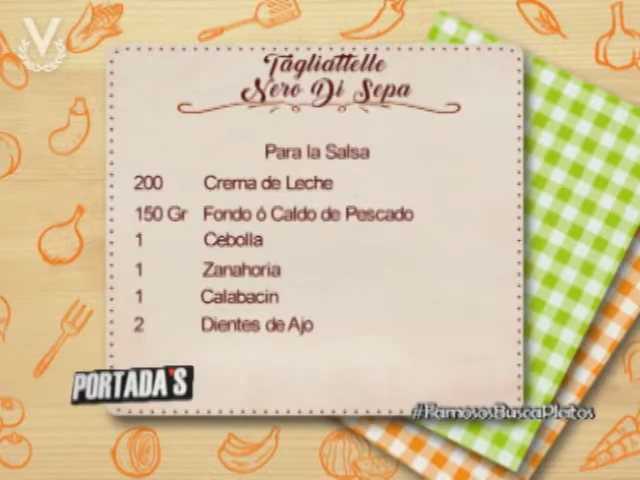 V
Tagliattelle
Nero Di Sepa
Para la Salsa
200 Crema de Leche
150 Gr Fondo ó Caldo de Pescado
1 Cebolla
1 Zanahoria
1 Calabacin
2 Dientes de Ajo
PORTADA'S
#FamososBuscaPleitos